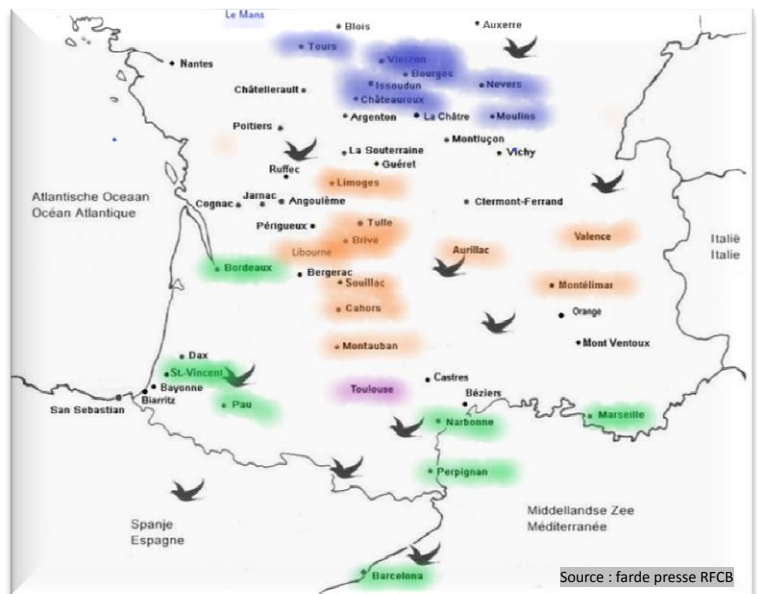 Le Mans
Blois
Auxerre
Tours
Vierzon
Nantes
Bourges
Issoudun
Nevers
Châtellerault
Châteauroux
Argenton
La Châtre
Moulins
Poitiers
Montluçon
La Souterraine
Vichy
Guéret
Ruffec
Limoges
Atlantische Oceaan
Océan Atlantique
Cognac
Jarnac
Angoulême
Clermont-Ferrand
Périgueux
Tulle
Brive
Valence
Libourne
Aurillac
Italië
Italie
Bordeaux
Bergerac
Souillac
Montélimar
Cahors
Orange
Montauban
Mont Ventoux
Dax
St.-Vincent
Castres
Bayonne
Toulouse
Béziers
Biarritz
San Sebastian
Pau
Narbonne
Marseille
Perpignan
Spanje
Espagne
Middellandse Zee
Méditerranée
Barcelona
Source : farde presse RFCB